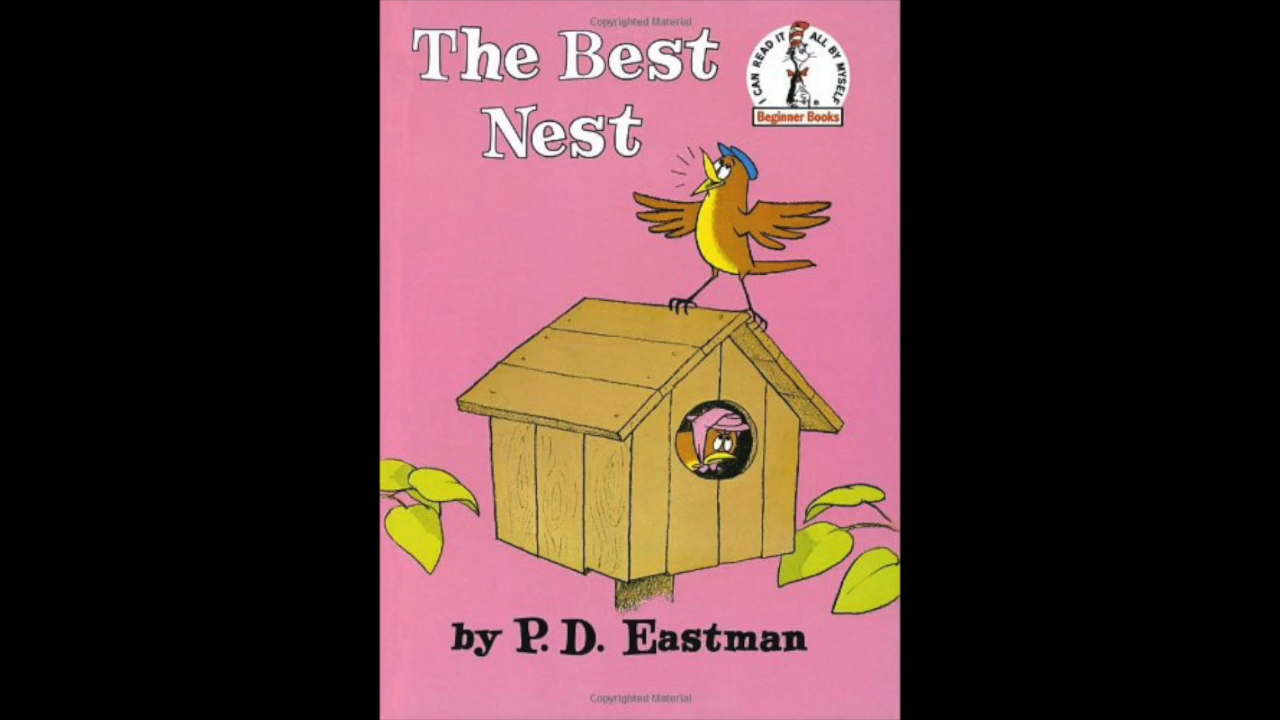 Copyrighted Material
The Best
Nest
I CAN READ IT ALL BY MYSELF
®
Beginner Books
by P. D. Eastman
Copyrighted Material